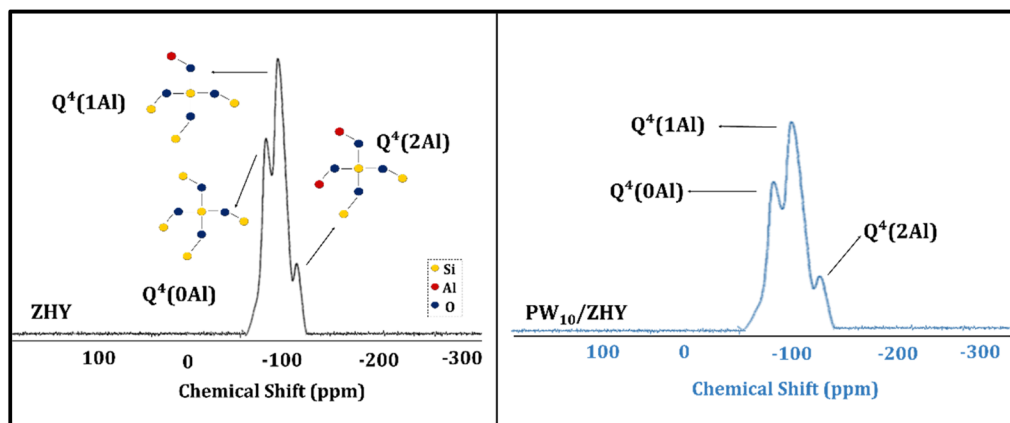 Q⁴(1Al)
Q⁴(2Al)
Q⁴(0Al)
Si
Al
O
ZHY
100 0 -100 -200 -300
Chemical Shift (ppm)
Q⁴(1Al)
Q⁴(0Al)
Q⁴(2Al)
PW₁₀/ZHY
100 0 -100 -200 -300
Chemical Shift (ppm)